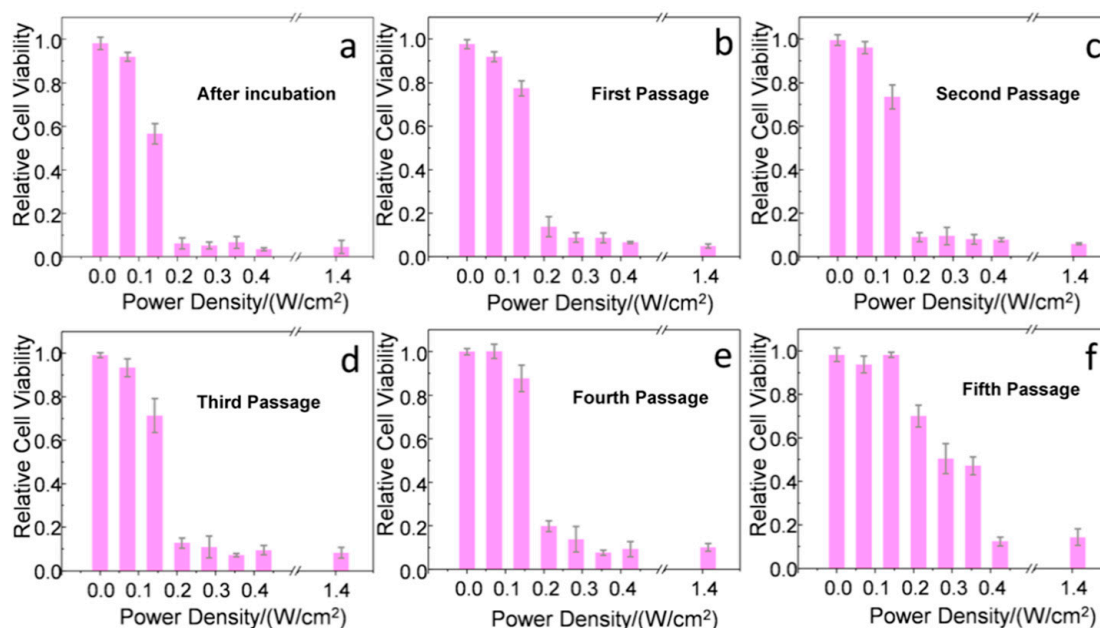 a
After incubation
Relative Cell Viability
1.0
0.8
0.6
0.4
0.2
0.0
0.0 0.1 0.2 0.3 0.4 1.4
Power Density/(W/cm²)
b
First Passage
Relative Cell Viability
1.0
0.8
0.6
0.4
0.2
0.0
0.0 0.1 0.2 0.3 0.4 1.4
Power Density/(W/cm²)
c
Second Passage
Relative Cell Viability
1.0
0.8
0.6
0.4
0.2
0.0
0.0 0.1 0.2 0.3 0.4 1.4
Power Density/(W/cm²)
d
Third Passage
Relative Cell Viability
1.0
0.8
0.6
0.4
0.2
0.0
0.0 0.1 0.2 0.3 0.4 1.4
Power Density/(W/cm²)
e
Fourth Passage
Relative Cell Viability
1.0
0.8
0.6
0.4
0.2
0.0
0.0 0.1 0.2 0.3 0.4 1.4
Power Density/(W/cm²)
f
Fifth Passage
Relative Cell Viability
1.0
0.8
0.6
0.4
0.2
0.0
0.0 0.1 0.2 0.3 0.4 1.4
Power Density/(W/cm²)